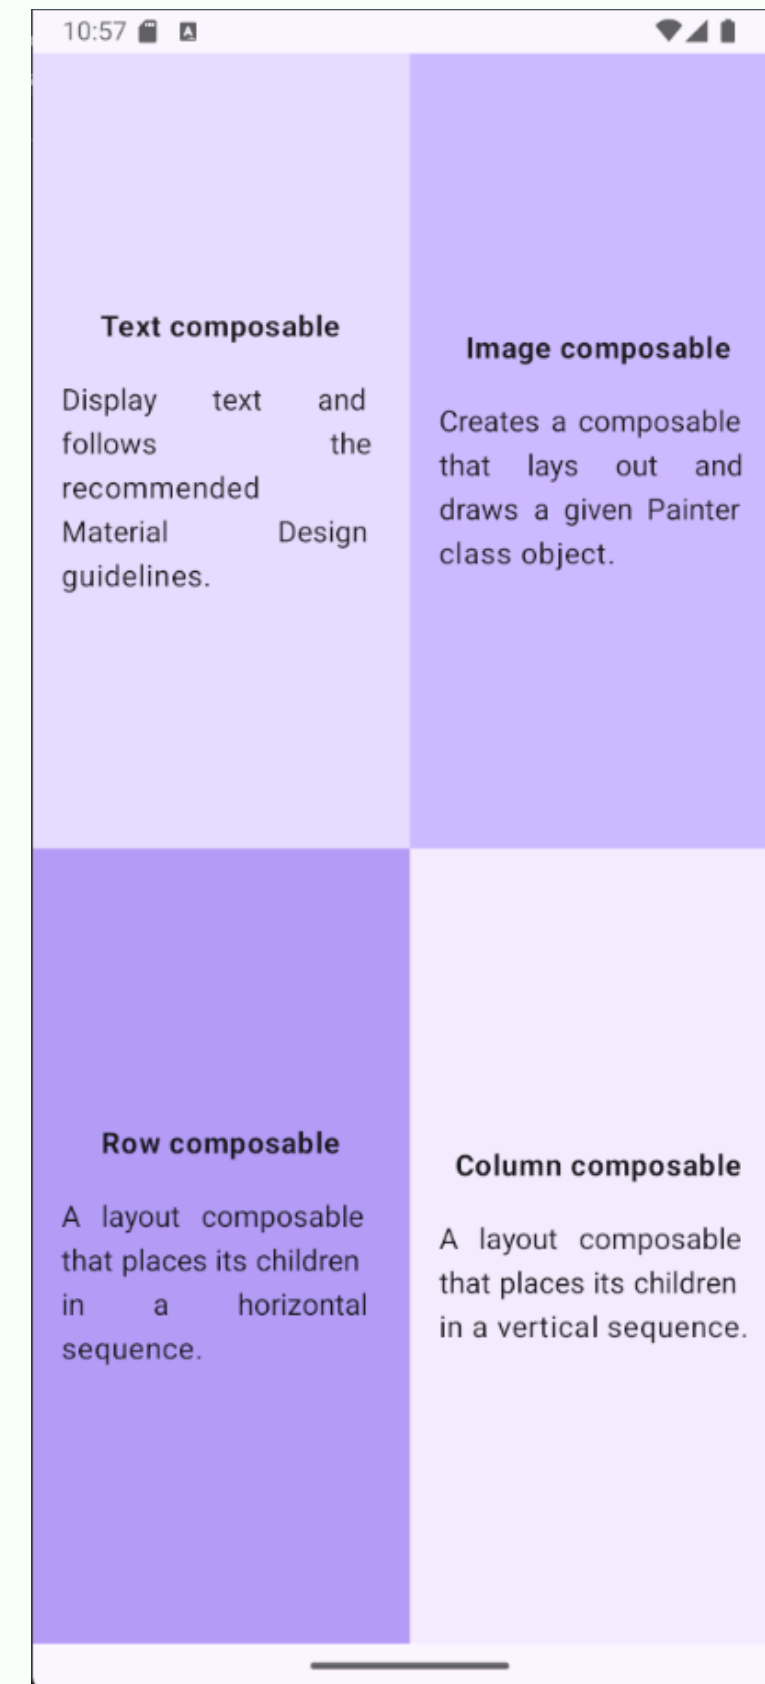 10:57
Text composable
Display text and
follows the
recommended
Material Design
guidelines.
Image composable
Creates a composable
that lays out and
draws a given Painter
class object.
Row composable
A layout composable
that places its children
in a horizontal
sequence.
Column composable
A layout composable
that places its children
in a vertical sequence.